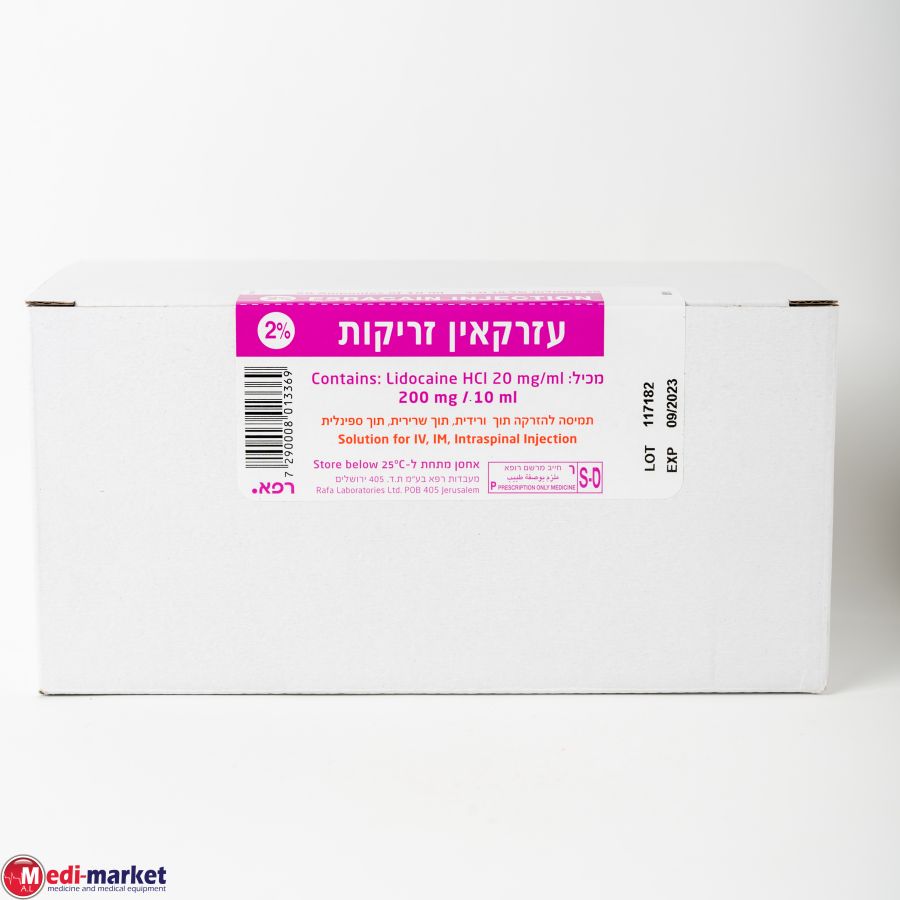 2%
עזרקאין זריקות
מכיל: Contains: Lidocaine HCl 20 mg/ml
200 mg / 10 ml
תמיסה להזרקה תוך ורידית, תוך שרירית, תוך ספינלית
Solution for IV, IM, Intraspinal Injection
אחסן מתחת ל-25°C Store below
מעבדות רפא בע"מ ת.ד. 405 ירושלים
Rafa Laboratories Ltd. POB 405 Jerusalem
רפא.
חייב מרשם רופא ר
ملزم بوصفة طبيب
P PRESCRIPTION ONLY MEDICINE
S-D
7 290008 013369
LOT 117182
EXP 09/2023
Medi-market
A.L
medicine and medical equipment